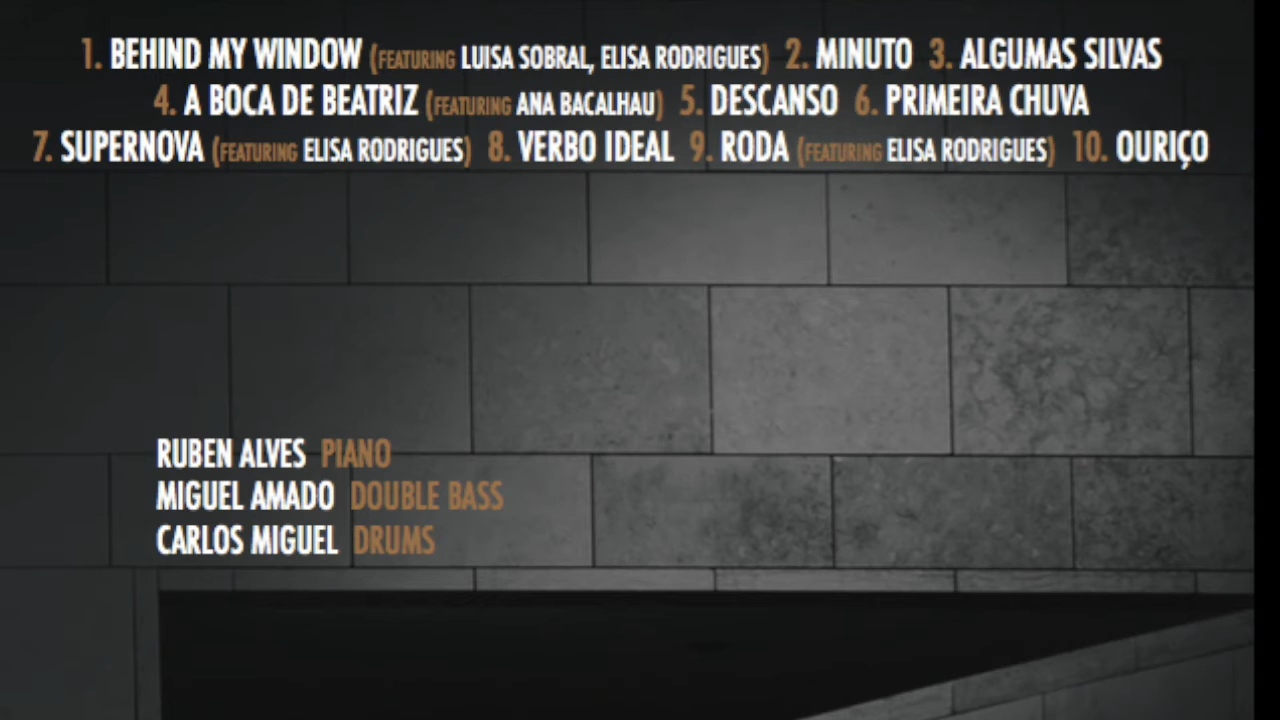 1. BEHIND MY WINDOW (FEATURING LUISA SOBRAL, ELISA RODRIGUES) 2. MINUTO 3. ALGUMAS SILVAS
4. A BOCA DE BEATRIZ (FEATURING ANA BACALHAU) 5. DESCANSO 6. PRIMEIRA CHUVA
7. SUPERNOVA (FEATURING ELISA RODRIGUES) 8. VERBO IDEAL 9. RODA (FEATURING ELISA RODRIGUES) 10. OURIÇO
RUBEN ALVES PIANO
MIGUEL AMADO DOUBLE BASS
CARLOS MIGUEL DRUMS